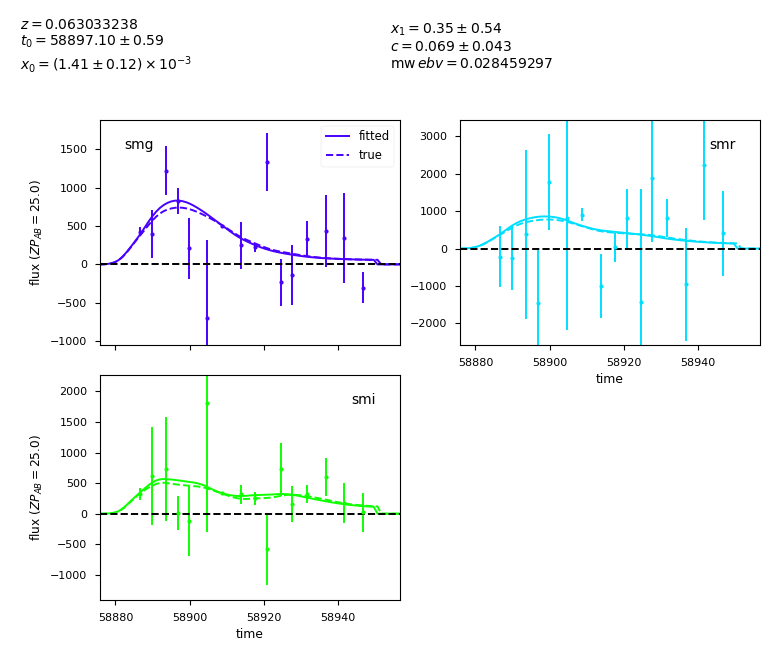 z = 0.063033238
t₀ = 58897.10 ± 0.59
x₀ = (1.41 ± 0.12) × 10⁻³
x₁ = 0.35 ± 0.54
c = 0.069 ± 0.043
mw ebv = 0.028459297
smg
fitted
true
1500
1000
500
0
−500
−1000
flux (ZP_AB = 25.0)
smr
3000
2000
1000
0
−1000
−2000
58880 58900 58920 58940
time
smi
2000
1500
1000
500
0
−500
−1000
flux (ZP_AB = 25.0)
58880 58900 58920 58940
time